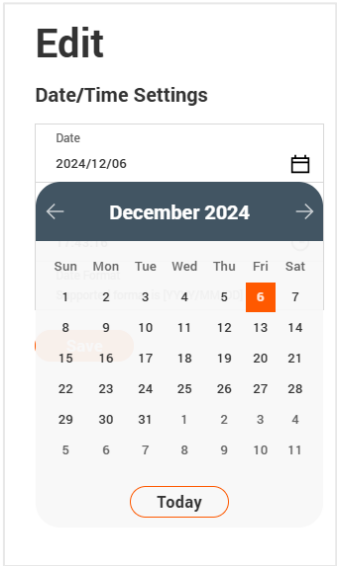 Edit
Date/Time Settings
Date
2024/12/06
December 2024
Sun Mon Tue Wed Thu Fri Sat
1 2 3 4 5 6 7
8 9 10 11 12 13 14
Save
15 16 17 18 19 20 21
22 23 24 25 26 27 28
29 30 31 1 2 3 4
5 6 7 8 9 10 11
Today